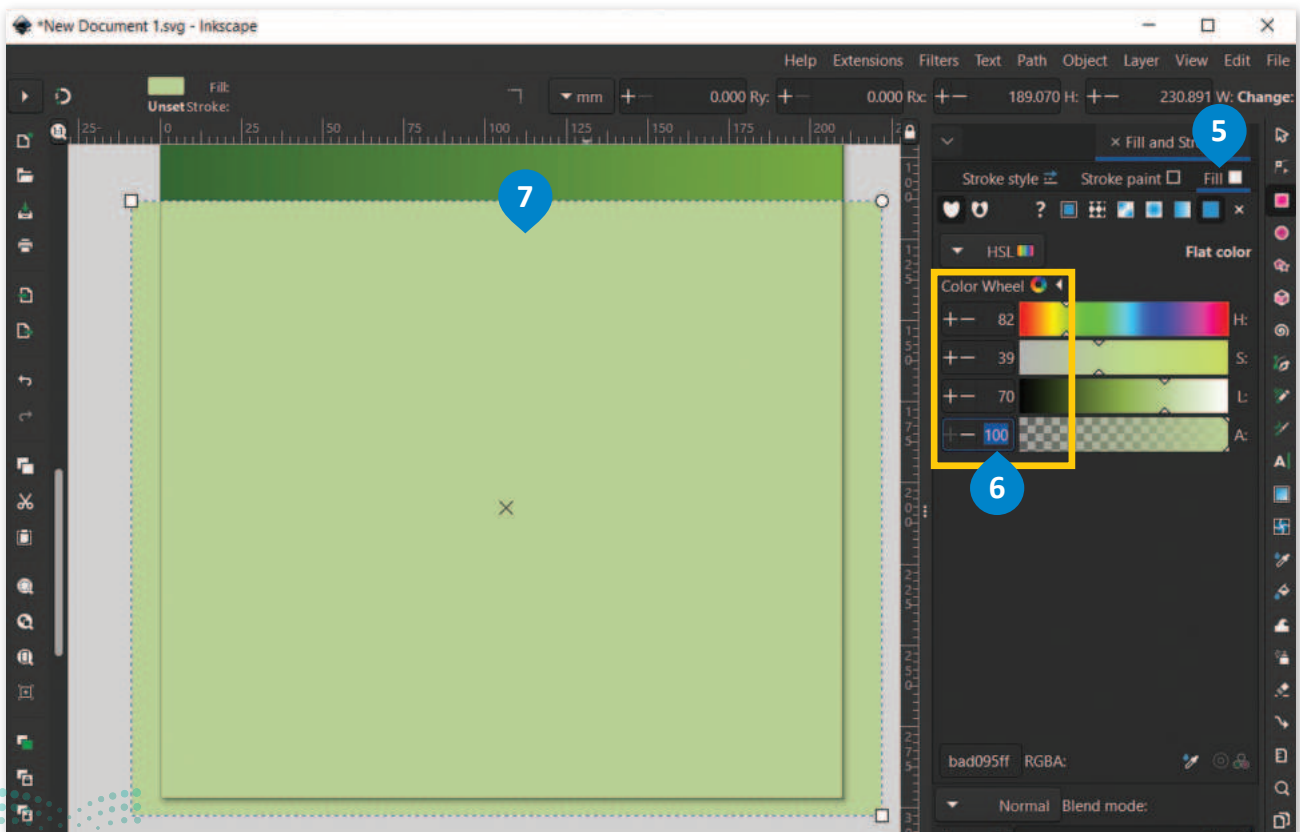 *New Document 1.svg - Inkscape
Help Extensions Filters Text Path Object Layer View Edit File
Fill:
Unset Stroke:
mm 0.000 Ry: 0.000 Rx: 189.070 H: 230.891 W: Change:
25- 0 25 50 75 100 125 150 175 200
5
× Fill and
Stroke style Stroke paint Fill
7
?
HSL Flat color
Color Wheel
82 H:
39 S:
70 L:
100 A:
6
bad095ff RGBA:
Normal Blend mode: